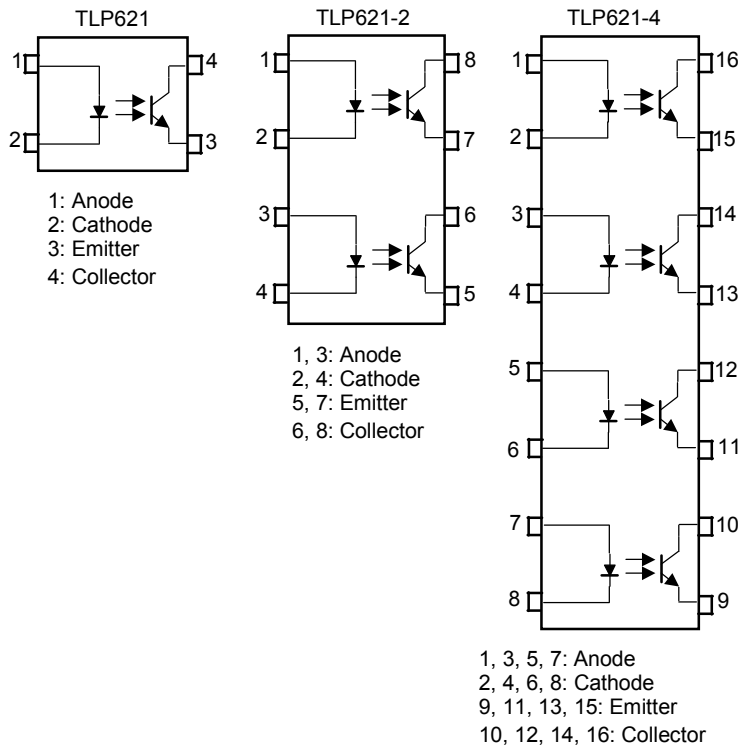 TLP621
1
4
2
3
1: Anode
2: Cathode
3: Emitter
4: Collector
TLP621-2
1
8
2
7
3
6
4
5
1, 3: Anode
2, 4: Cathode
5, 7: Emitter
6, 8: Collector
TLP621-4
1
16
2
15
3
14
4
13
5
12
6
11
7
10
8
9
1, 3, 5, 7: Anode
2, 4, 6, 8: Cathode
9, 11, 13, 15: Emitter
10, 12, 14, 16: Collector